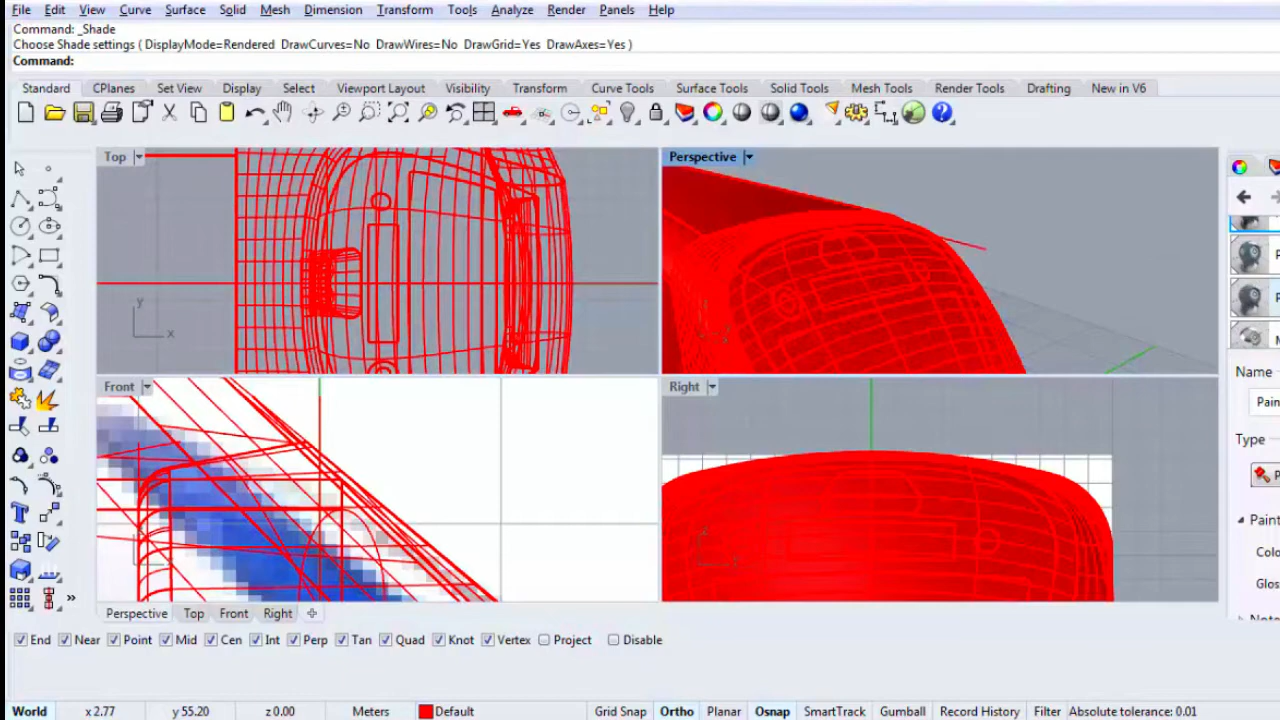 File Edit View Curve Surface Solid Mesh Dimension Transform Tools Analyze Render Panels Help
Command: _Shade
Choose Shade settings ( DisplayMode=Rendered DrawCurves=No DrawWires=No DrawGrid=Yes DrawAxes=Yes )
Command:
Standard CPlanes Set View Display Select Viewport Layout Visibility Transform Curve Tools Surface Tools Solid Tools Mesh Tools Render Tools Drafting New in V6
Top
Perspective
y
x
Front
Right
Name
Type
Perspective Top Front Right
End Near Point Mid Cen Int Perp Tan Quad Knot Vertex Project Disable
World x 2.77 y 55.20 z 0.00 Meters Default Grid Snap Ortho Planar Osnap SmartTrack Gumball Record History Filter Absolute tolerance: 0.01